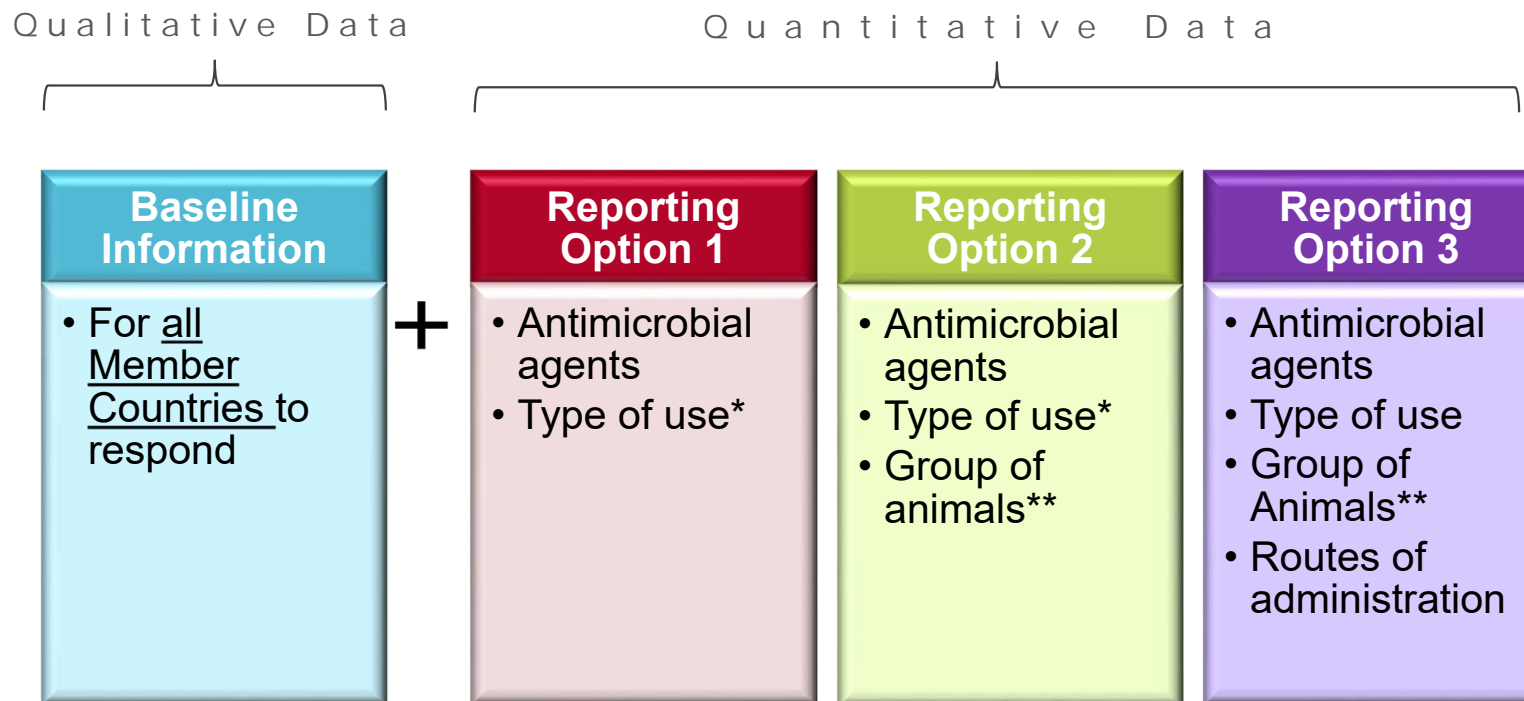 Qualitative Data
Quantitative Data
Baseline
Information
• For all
Member
Countries to
respond
+
Reporting
Option 1
• Antimicrobial
agents
• Type of use*
Reporting
Option 2
• Antimicrobial
agents
• Type of use*
• Group of
animals**
Reporting
Option 3
• Antimicrobial
agents
• Type of use
• Group of
Animals**
• Routes of
administration